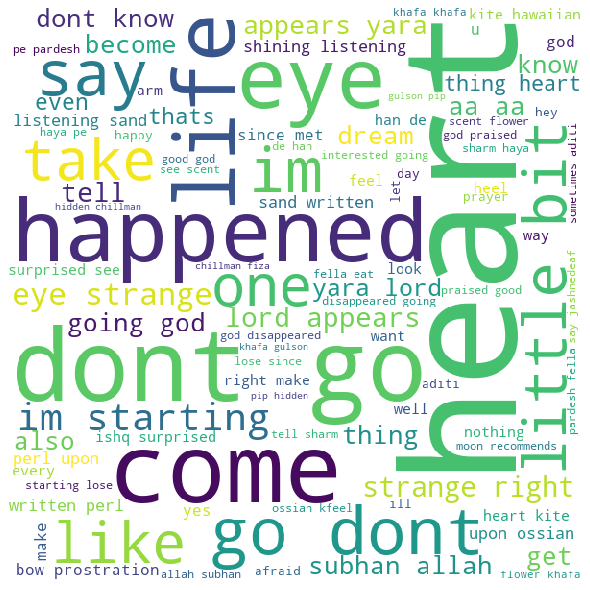 dont know
appears yara
khafa khafa
kite hawaiian
pe pardesh
become
shining listening
u
god
say
arm
life
eye
heart
thing heart
know
even
thats
gulson pip
aa aa
listening sand
haya pe
happy
since met
han de
scent flower
hey
god praised
take
good god
see scent
im
de han
dream
interested going
sharm haya
little bit
sometimes aditi
tell
hidden chillman
feel
let
day
heel
prayer
sand written
happened
way
surprised see
chillman fiza
fella eat
look
praised good
eye strange
one
yara lord
disappeared going
say jashnedeaf
going god
lord appears
god disappeared
want
khafa gulson
lose since
dont go
right make
aditi
pip hidden
well
pardesh fella
im starting
also
ishq surprised
tell sharm
thing
nothing
moon recommends
perl upon
every
come
starting lose
strange right
written perl
yes
ossian kfeel
ill
heart kite
make
like
go dont
upon ossian
get
subhan allah
bow prostration
allah subhan
afraid
flower khafa